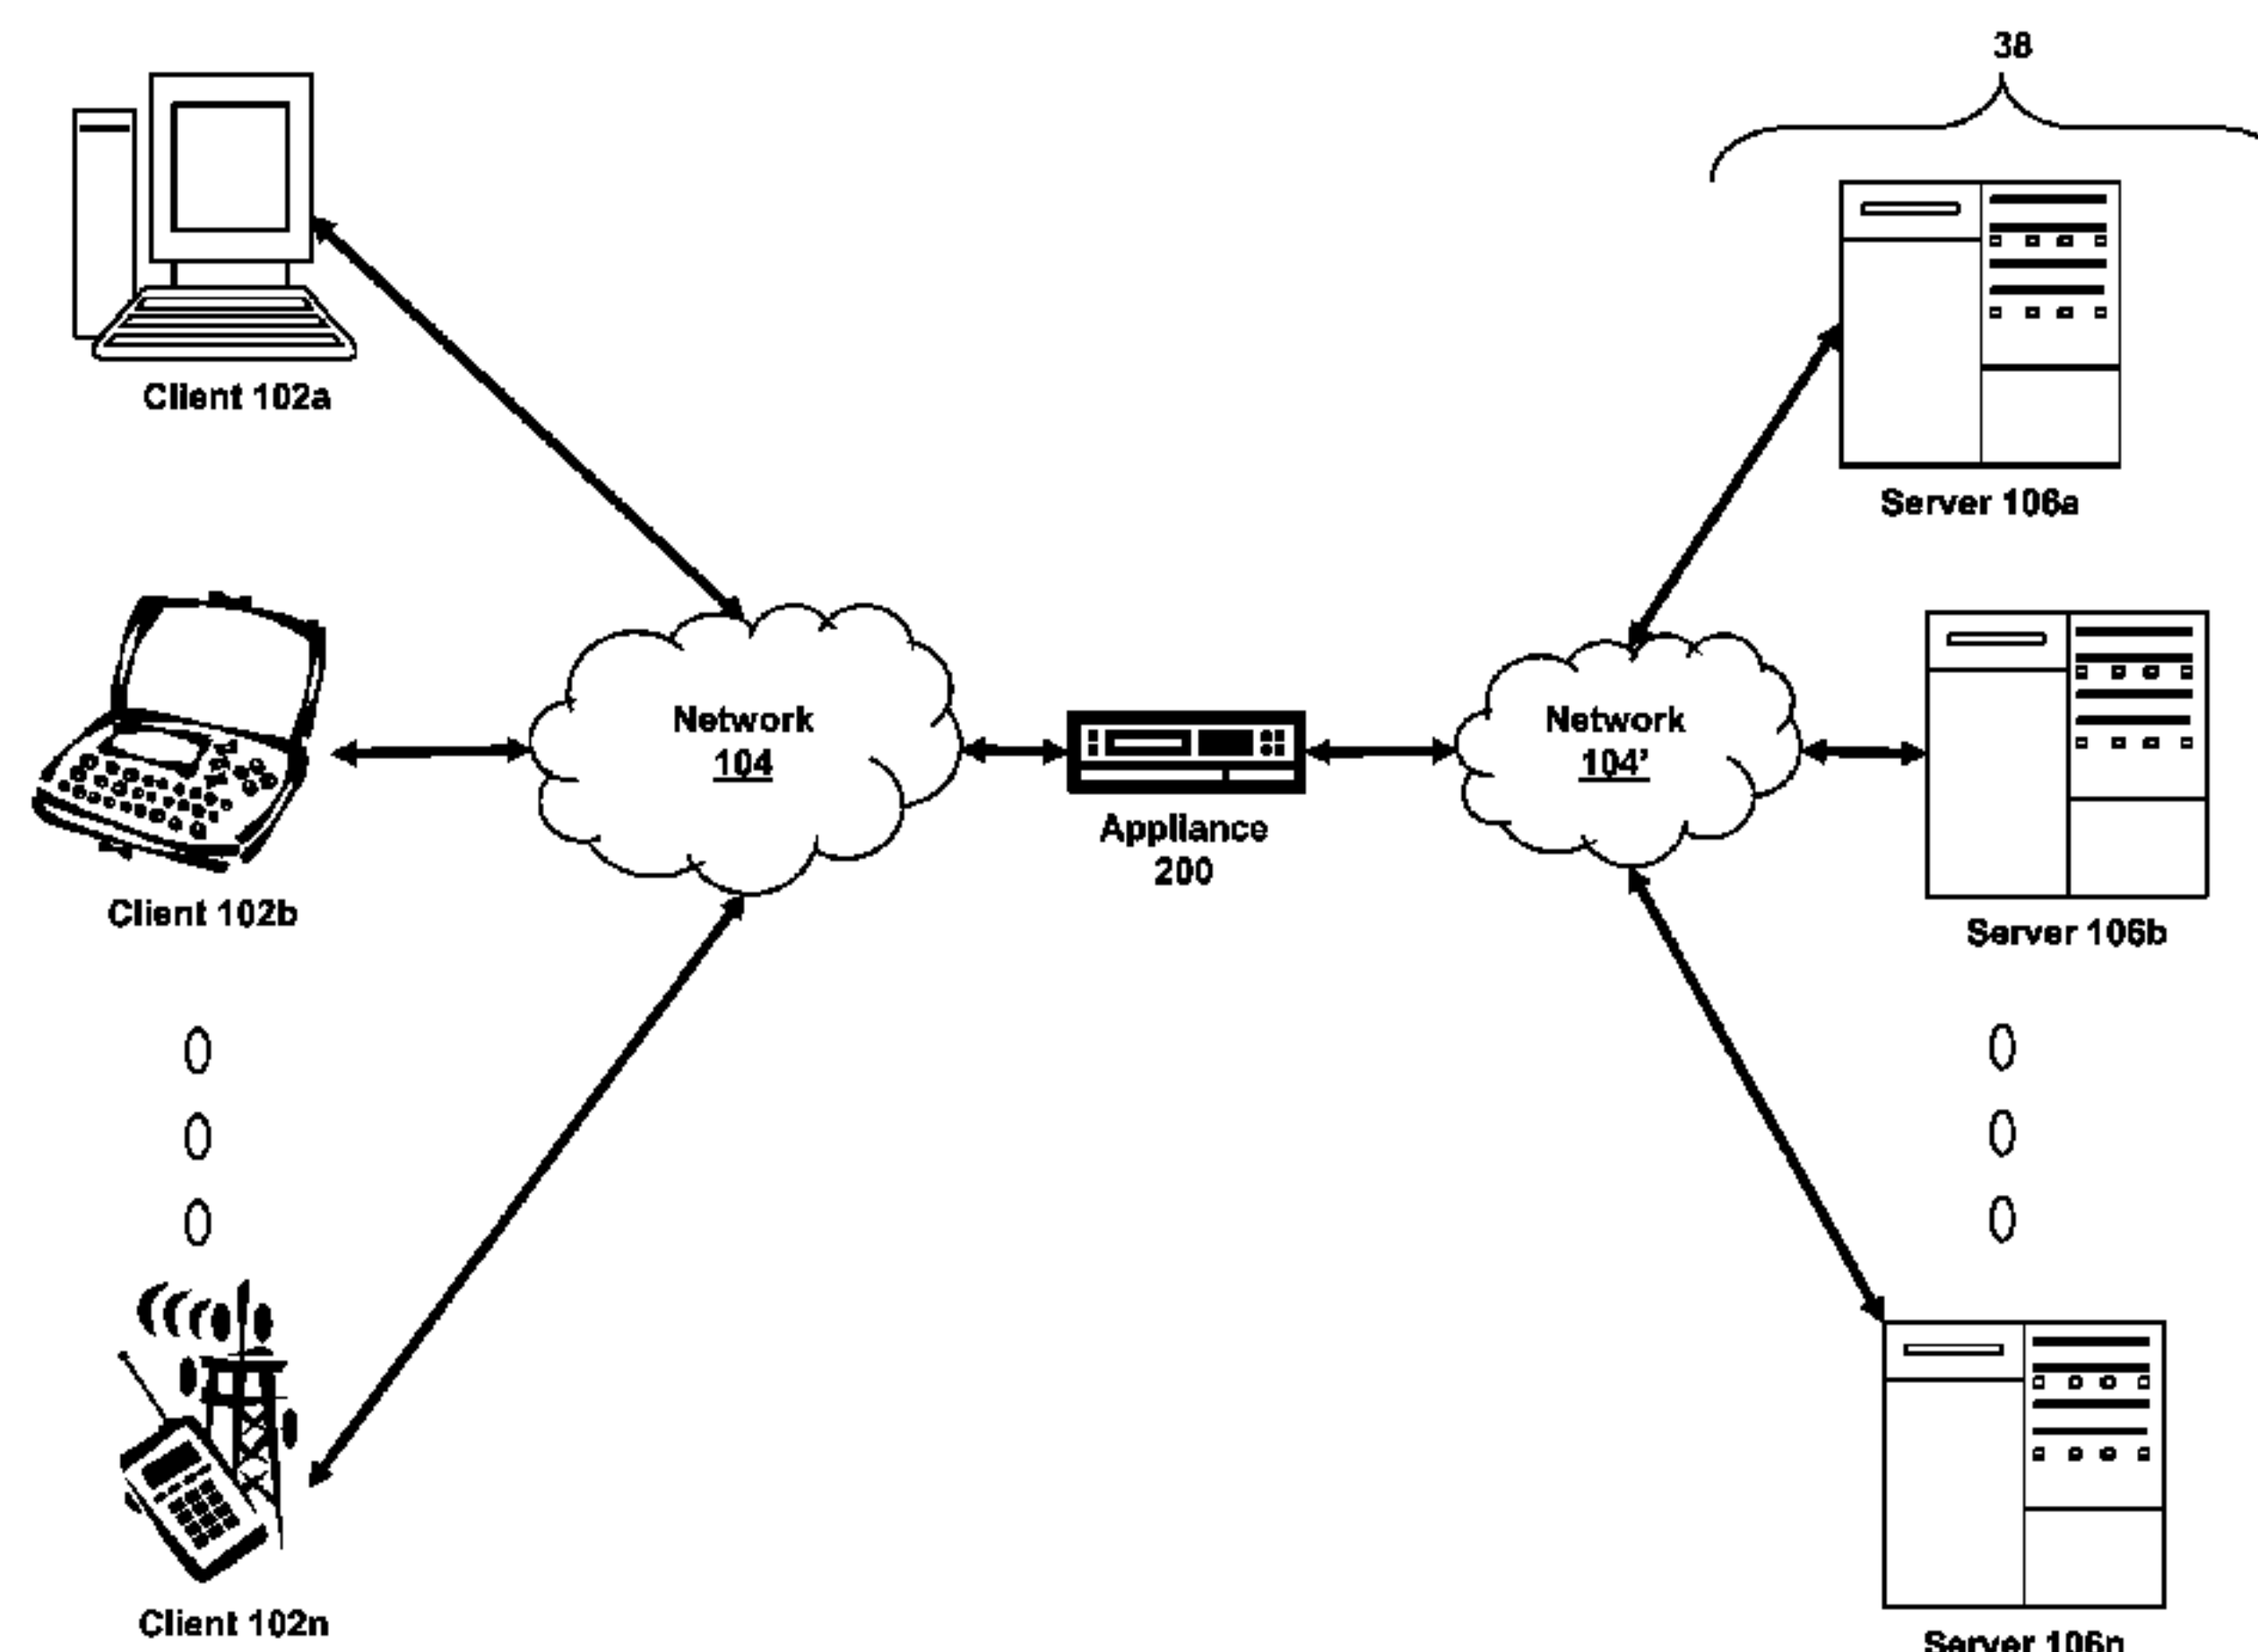 38
Client 102a
Server 106a
Network
104
Network
104'
Appliance
200
Client 102b
Server 106b
Client 102n
Server 106n